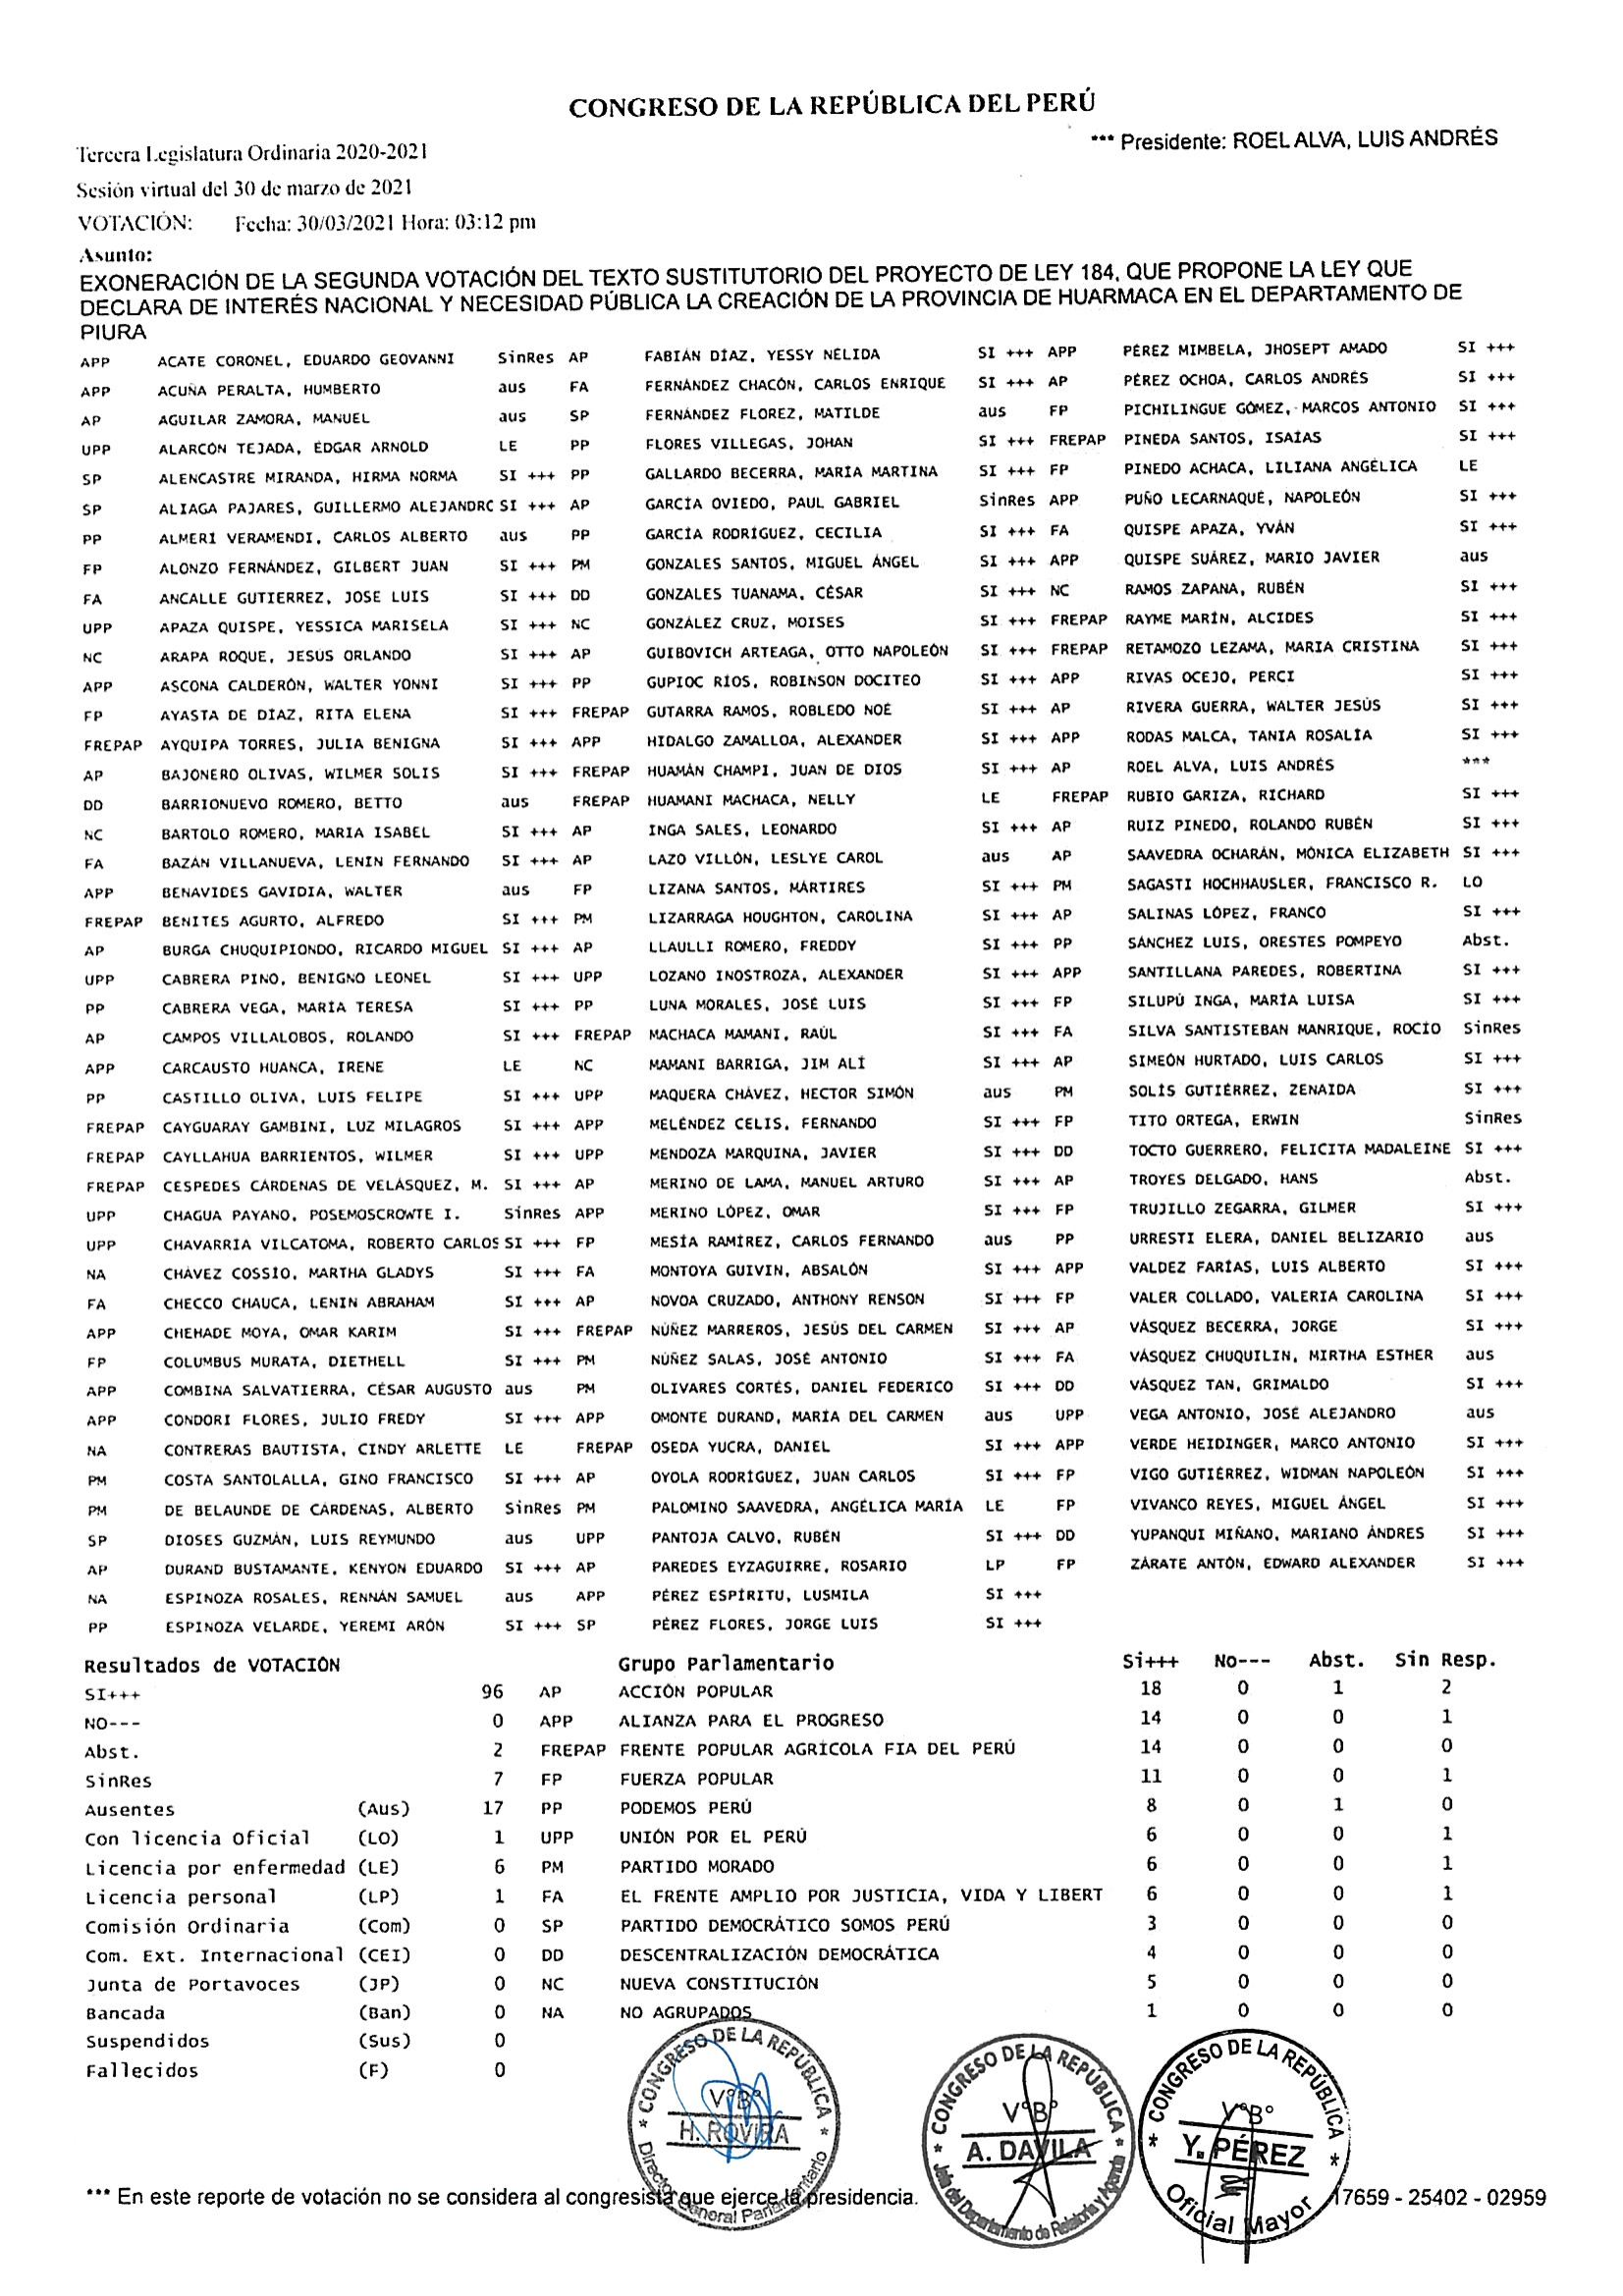 CONGRESO DE LA REPÚBLICA DEL PERÚ
*** Presidente: ROEL ALVA, LUIS ANDRÉS
Tercera Legislatura Ordinaria 2020-2021
Sesión virtual del 30 de marzo de 2021
VOTACIÓN: Fecha: 30/03/2021 Hora: 03:12 pm
Asunto:
EXONERACIÓN DE LA SEGUNDA VOTACIÓN DEL TEXTO SUSTITUTORIO DEL PROYECTO DE LEY 184, QUE PROPONE LA LEY QUE
DECLARA DE INTERÉS NACIONAL Y NECESIDAD PÚBLICA LA CREACIÓN DE LA PROVINCIA DE HUARMACA EN EL DEPARTAMENTO DE
PIURA
APP ACATE CORONEL, EDUARDO GEOVANNI SinRes AP FABIÁN DÍAZ, YESSY NÉLIDA SI +++ APP PÉREZ MIMBELA, JHOSEPT AMADO SI +++
APP ACUÑA PERALTA, HUMBERTO aus FA FERNÁNDEZ CHACÓN, CARLOS ENRIQUE SI +++ AP PÉREZ OCHOA, CARLOS ANDRÉS SI +++
AP AGUILAR ZAMORA, MANUEL aus SP FERNÁNDEZ FLOREZ, MATILDE aus FP PICHILINGUE GÓMEZ, MARCOS ANTONIO SI +++
UPP ALARCÓN TEJADA, EDGAR ARNOLD LE PP FLORES VILLEGAS, JOHAN SI +++ FREPAP PINEDA SANTOS, ISAÍAS SI +++
SP ALENCASTRE MIRANDA, HIRMA NORMA SI +++ PP GALLARDO BECERRA, MARÍA MARTINA SI +++ FP PINEDO ACHACA, LILIANA ANGÉLICA LE
SP ALIAGA PAJARES, GUILLERMO ALEJANDRO SI +++ AP GARCÍA OVIEDO, PAUL GABRIEL SinRes APP PUÑO LECARNAQUÉ, NAPOLEÓN SI +++
PP ALMERÍ VERAMENDI, CARLOS ALBERTO aus PP GARCÍA RODRÍGUEZ, CECILIA SI +++ FA QUISPE APAZA, YVÁN SI +++
FP ALONZO FERNÁNDEZ, GILBERT JUAN SI +++ PM GONZALES SANTOS, MIGUEL ÁNGEL SI +++ APP QUISPE SUÁREZ, MARIO JAVIER aus
FA ANCALLE GUTIERREZ, JOSE LUIS SI +++ DD GONZALES TUANAMA, CÉSAR SI +++ NC RAMOS ZAPANA, RUBÉN SI +++
UPP APAZA QUISPE, YESSICA MARISELA SI +++ NC GONZÁLEZ CRUZ, MOISES SI +++ FREPAP RAYME MARÍN, ALCIDES SI +++
NC ARAPA ROQUE, JESÚS ORLANDO SI +++ AP GUIBOVICH ARTEAGA, OTTO NAPOLEÓN SI +++ FREPAP RETAMOZO LEZAMA, MARIA CRISTINA SI +++
APP ASCONA CALDERÓN, WALTER YONNI SI +++ PP GUPIOC RÍOS, ROBINSON DOCITEO SI +++ APP RIVAS OCEJO, PERCI SI +++
FP AYASTA DE DÍAZ, RITA ELENA SI +++ FREPAP GUTARRA RAMOS, ROBLEDO NOÉ SI +++ AP RIVERA GUERRA, WALTER JESÚS SI +++
FREPAP AYQUIPA TORRES, JULIA BENIGNA SI +++ APP HIDALGO ZAMALLOA, ALEXANDER SI +++ APP RODAS MALCA, TANIA ROSALÍA SI +++
AP BAJONERO OLIVAS, WILMER SOLIS SI +++ FREPAP HUAMÁN CHAMPI, JUAN DE DIOS SI +++ AP ROEL ALVA, LUIS ANDRÉS ***
DD BARRIONUEVO ROMERO, BETTO aus FREPAP HUAMANI MACHACA, NELLY LE FREPAP RUBIO GARIZA, RICHARD SI +++
NC BARTOLO ROMERO, MARIA ISABEL SI +++ AP INGA SALES, LEONARDO SI +++ AP RUIZ PINEDO, ROLANDO RUBÉN SI +++
FA BAZÁN VILLANUEVA, LENIN FERNANDO SI +++ AP LAZO VILLÓN, LESLYE CAROL aus AP SAAVEDRA OCHARÁN, MÓNICA ELIZABETH SI +++
APP BENAVIDES GAVIDIA, WALTER aus FP LIZANA SANTOS, MÁRTIRES SI +++ PM SAGASTI HOCHHAUSLER, FRANCISCO R. LO
FREPAP BENITES AGURTO, ALFREDO SI +++ PM LIZARRAGA HOUGHTON, CAROLINA SI +++ AP SALINAS LÓPEZ, FRANCO SI +++
AP BURGA CHUQUIPIONDO, RICARDO MIGUEL SI +++ AP LLAULLI ROMERO, FREDDY SI +++ PP SÁNCHEZ LUIS, ORESTES POMPEYO Abst.
UPP CABRERA PINO, BENIGNO LEONEL SI +++ UPP LOZANO INOSTROZA, ALEXANDER SI +++ APP SANTILLANA PAREDES, ROBERTINA SI +++
PP CABRERA VEGA, MARÍA TERESA SI +++ PP LUNA MORALES, JOSÉ LUIS SI +++ FP SILUPÚ INGA, MARÍA LUISA SI +++
AP CAMPOS VILLALOBOS, ROLANDO SI +++ FREPAP MACHACA MAMANI, RAÚL SI +++ FA SILVA SANTISTEBAN MANRIQUE, ROCÍO SinRes
APP CARCAUSTO HUANCA, IRENE LE NC MAMANI BARRIGA, JIM ALÍ SI +++ AP SIMEÓN HURTADO, LUIS CARLOS SI +++
PP CASTILLO OLIVA, LUIS FELIPE SI +++ UPP MAQUERA CHÁVEZ, HECTOR SIMÓN aus PM SOLÍS GUTIÉRREZ, ZENAIDA SI +++
FREPAP CAYGUARAY GAMBINI, LUZ MILAGROS SI +++ APP MELÉNDEZ CELIS, FERNANDO SI +++ FP TITO ORTEGA, ERWIN SinRes
FREPAP CAYLLAHUA BARRIENTOS, WILMER SI +++ UPP MENDOZA MARQUINA, JAVIER SI +++ DD TOCTO GUERRERO, FELICITA MADALEINE SI +++
FREPAP CESPEDES CÁRDENAS DE VELÁSQUEZ, M. SI +++ AP MERINO DE LAMA, MANUEL ARTURO SI +++ AP TROYES DELGADO, HANS Abst.
UPP CHAGUA PAYANO, POSEMOSCROWTE I. SinRes APP MERINO LÓPEZ, OMAR SI +++ FP TRUJILLO ZEGARRA, GILMER SI +++
UPP CHAVARRÍA VILCATOMA, ROBERTO CARLOS SI +++ FP MESÍA RAMÍREZ, CARLOS FERNANDO aus PP URRESTI ELERA, DANIEL BELIZARIO aus
NA CHÁVEZ COSSÍO, MARTHA GLADYS SI +++ FA MONTOYA GUIVIN, ABSALÓN SI +++ APP VALDEZ FARÍAS, LUIS ALBERTO SI +++
FA CHECCO CHAUCA, LENIN ABRAHAM SI +++ AP NOVOA CRUZADO, ANTHONY RENSON SI +++ FP VALER COLLADO, VALERIA CAROLINA SI +++
APP CHEHADE MOYA, OMAR KARIM SI +++ FREPAP NÚÑEZ MARREROS, JESÚS DEL CARMEN SI +++ AP VÁSQUEZ BECERRA, JORGE SI +++
FP COLUMBUS MURATA, DIETHELL SI +++ PM NÚÑEZ SALAS, JOSÉ ANTONIO SI +++ FA VÁSQUEZ CHUQUILIN, MIRTHA ESTHER aus
APP COMBINA SALVATIERRA, CÉSAR AUGUSTO aus PM OLIVARES CORTÉS, DANIEL FEDERICO SI +++ DD VÁSQUEZ TAN, GRIMALDO SI +++
APP CONDORI FLORES, JULIO FREDY SI +++ APP OMONTE DURAND, MARÍA DEL CARMEN aus UPP VEGA ANTONIO, JOSÉ ALEJANDRO aus
NA CONTRERAS BAUTISTA, CINDY ARLETTE LE FREPAP OSEDA YUCRA, DANIEL SI +++ APP VERDE HEIDINGER, MARCO ANTONIO SI +++
PM COSTA SANTOLALLA, GINO FRANCISCO SI +++ AP OYOLA RODRÍGUEZ, JUAN CARLOS SI +++ FP VIGO GUTIÉRREZ, WIDMAN NAPOLEÓN SI +++
PM DE BELAUNDE DE CÁRDENAS, ALBERTO SinRes PM PALOMINO SAAVEDRA, ANGÉLICA MARÍA LE FP VIVANCO REYES, MIGUEL ÁNGEL SI +++
SP DIOSES GUZMÁN, LUIS REYMUNDO aus UPP PANTOJA CALVO, RUBÉN SI +++ DD YUPANQUI MIÑANO, MARIANO ÁNDRES SI +++
AP DURAND BUSTAMANTE, KENYON EDUARDO SI +++ AP PAREDES EYZAGUIRRE, ROSARIO LP FP ZÁRATE ANTÓN, EDWARD ALEXANDER SI +++
NA ESPINOZA ROSALES, RENNÁN SAMUEL aus APP PÉREZ ESPÍRITU, LUSMILA SI +++
PP ESPINOZA VELARDE, YEREMI ARÓN SI +++ SP PÉREZ FLORES, JORGE LUIS SI +++
Resultados de VOTACIÓN Grupo Parlamentario Si+++ No--- Abst. Sin Resp.
SI+++ 96 AP ACCIÓN POPULAR 18 0 1 2
NO--- 0 APP ALIANZA PARA EL PROGRESO 14 0 0 1
Abst. 2 FREPAP FRENTE POPULAR AGRÍCOLA FIA DEL PERÚ 14 0 0 0
SinRes 7 FP FUERZA POPULAR 11 0 0 1
Ausentes (Aus) 17 PP PODEMOS PERÚ 8 0 1 0
Con licencia Oficial (LO) 1 UPP UNIÓN POR EL PERÚ 6 0 0 1
Licencia por enfermedad (LE) 6 PM PARTIDO MORADO 6 0 0 1
Licencia personal (LP) 1 FA EL FRENTE AMPLIO POR JUSTICIA, VIDA Y LIBERT 6 0 0 1
Comisión Ordinaria (Com) 0 SP PARTIDO DEMOCRÁTICO SOMOS PERÚ 3 0 0 0
Com. Ext. Internacional (CEI) 0 DD DESCENTRALIZACIÓN DEMOCRÁTICA 4 0 0 0
Junta de Portavoces (JP) 0 NC NUEVA CONSTITUCIÓN 5 0 0 0
Bancada (Ban) 0 NA NO AGRUPADOS 1 0 0 0
Suspendidos (Sus) 0
Fallecidos (F) 0
* CONGRESO DE LA REPÚBLICA *
V°B°
H. ROVIRA
Director General Parlamentario
* CONGRESO DE LA REPÚBLICA *
V°B°
A. DAVILA
Jefa del Departamento de Relatoria y Agenda
* CONGRESO DE LA REPÚBLICA *
V°B°
Y. PÉREZ
Oficial Mayor
*** En este reporte de votación no se considera al congresista que ejerce la presidencia. 17659 - 25402 - 02959